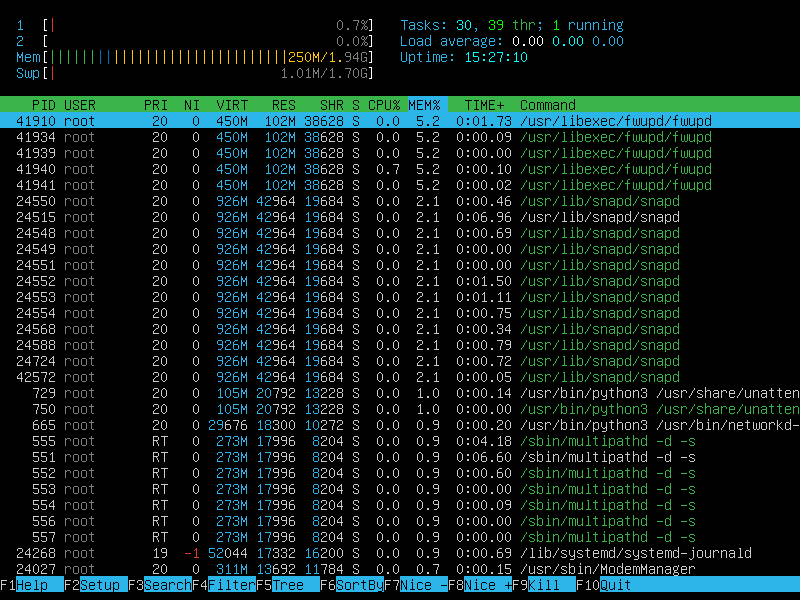 1 [| 0.7%] Tasks: 30, 39 thr; 1 running
2 [ 0.0%] Load average: 0.00 0.00 0.00
Mem[||||||||||||||||||||||||||||||250M/1.94G] Uptime: 15:27:10
Swp[| 1.01M/1.70G]
PID USER PRI NI VIRT RES SHR S CPU% MEM% TIME+ Command
41910 root 20 0 450M 102M 38628 S 0.0 5.2 0:01.73 /usr/libexec/fwupd/fwupd
41934 root 20 0 450M 102M 38628 S 0.0 5.2 0:00.09 /usr/libexec/fwupd/fwupd
41939 root 20 0 450M 102M 38628 S 0.0 5.2 0:00.00 /usr/libexec/fwupd/fwupd
41940 root 20 0 450M 102M 38628 S 0.7 5.2 0:00.10 /usr/libexec/fwupd/fwupd
41941 root 20 0 450M 102M 38628 S 0.0 5.2 0:00.02 /usr/libexec/fwupd/fwupd
24550 root 20 0 926M 42964 19684 S 0.0 2.1 0:00.46 /usr/lib/snapd/snapd
24515 root 20 0 926M 42964 19684 S 0.0 2.1 0:06.96 /usr/lib/snapd/snapd
24548 root 20 0 926M 42964 19684 S 0.0 2.1 0:00.69 /usr/lib/snapd/snapd
24549 root 20 0 926M 42964 19684 S 0.0 2.1 0:00.00 /usr/lib/snapd/snapd
24551 root 20 0 926M 42964 19684 S 0.0 2.1 0:00.00 /usr/lib/snapd/snapd
24552 root 20 0 926M 42964 19684 S 0.0 2.1 0:01.50 /usr/lib/snapd/snapd
24553 root 20 0 926M 42964 19684 S 0.0 2.1 0:01.11 /usr/lib/snapd/snapd
24554 root 20 0 926M 42964 19684 S 0.0 2.1 0:00.75 /usr/lib/snapd/snapd
24568 root 20 0 926M 42964 19684 S 0.0 2.1 0:00.34 /usr/lib/snapd/snapd
24588 root 20 0 926M 42964 19684 S 0.0 2.1 0:00.79 /usr/lib/snapd/snapd
24724 root 20 0 926M 42964 19684 S 0.0 2.1 0:00.72 /usr/lib/snapd/snapd
42572 root 20 0 926M 42964 19684 S 0.0 2.1 0:00.05 /usr/lib/snapd/snapd
729 root 20 0 105M 20792 13228 S 0.0 1.0 0:00.14 /usr/bin/python3 /usr/share/unatten
750 root 20 0 105M 20792 13228 S 0.0 1.0 0:00.00 /usr/bin/python3 /usr/share/unatten
665 root 20 0 29676 18300 10272 S 0.0 0.9 0:00.20 /usr/bin/python3 /usr/bin/networkd-
555 root RT 0 273M 17996 8204 S 0.0 0.9 0:04.18 /sbin/multipathd -d -s
551 root RT 0 273M 17996 8204 S 0.0 0.9 0:06.60 /sbin/multipathd -d -s
552 root RT 0 273M 17996 8204 S 0.0 0.9 0:00.00 /sbin/multipathd -d -s
553 root RT 0 273M 17996 8204 S 0.0 0.9 0:00.00 /sbin/multipathd -d -s
554 root RT 0 273M 17996 8204 S 0.0 0.9 0:00.09 /sbin/multipathd -d -s
556 root RT 0 273M 17996 8204 S 0.0 0.9 0:00.00 /sbin/multipathd -d -s
557 root RT 0 273M 17996 8204 S 0.0 0.9 0:00.00 /sbin/multipathd -d -s
24268 root 19 -1 52044 17332 16200 S 0.0 0.9 0:00.69 /lib/systemd/systemd-journald
24027 root 20 0 311M 13692 11784 S 0.0 0.7 0:00.15 /usr/sbin/ModemManager
F1Help F2Setup F3SearchF4FilterF5Tree F6SortByF7Nice -F8Nice +F9Kill F10Quit